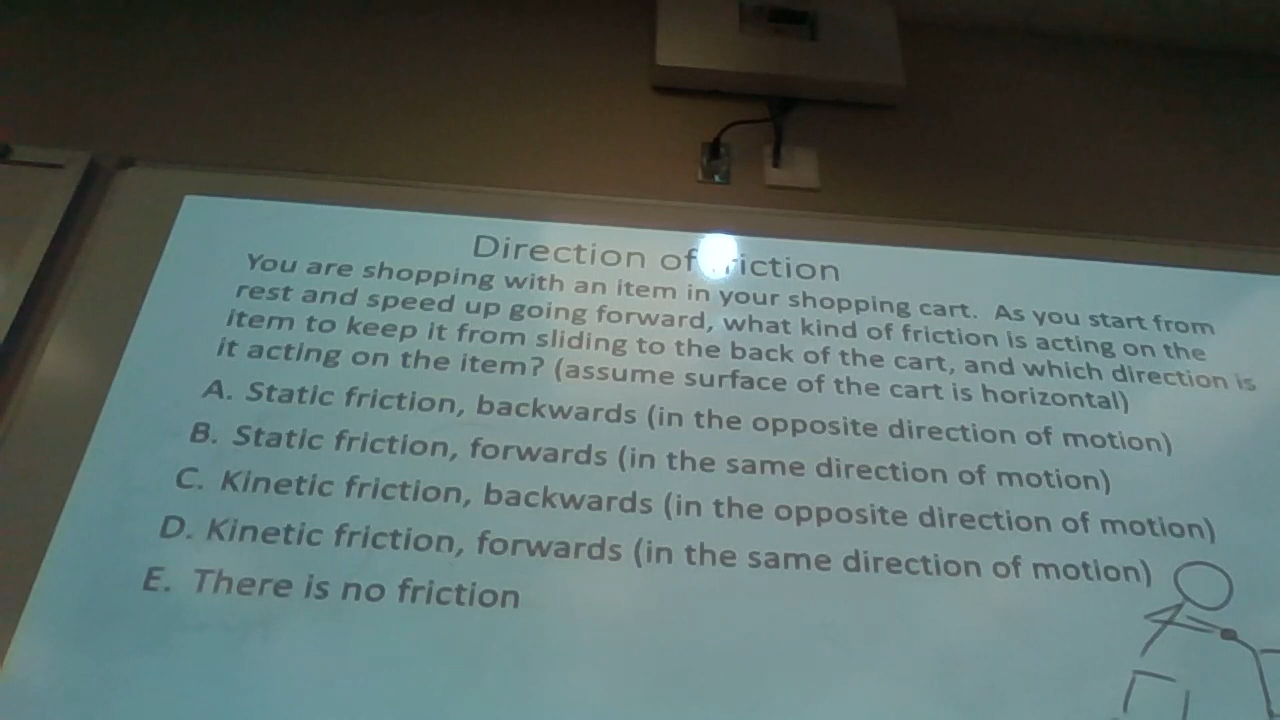 Direction of iction
You are shopping with an item in your shopping cart. As you start from
rest and speed up going forward, what kind of friction is acting on the
item to keep it from sliding to the back of the cart, and which direction is
it acting on the item? (assume surface of the cart is horizontal)
A. Static friction, backwards (in the opposite direction of motion)
B. Static friction, forwards (in the same direction of motion)
C. Kinetic friction, backwards (in the opposite direction of motion)
D. Kinetic friction, forwards (in the same direction of motion)
E. There is no friction